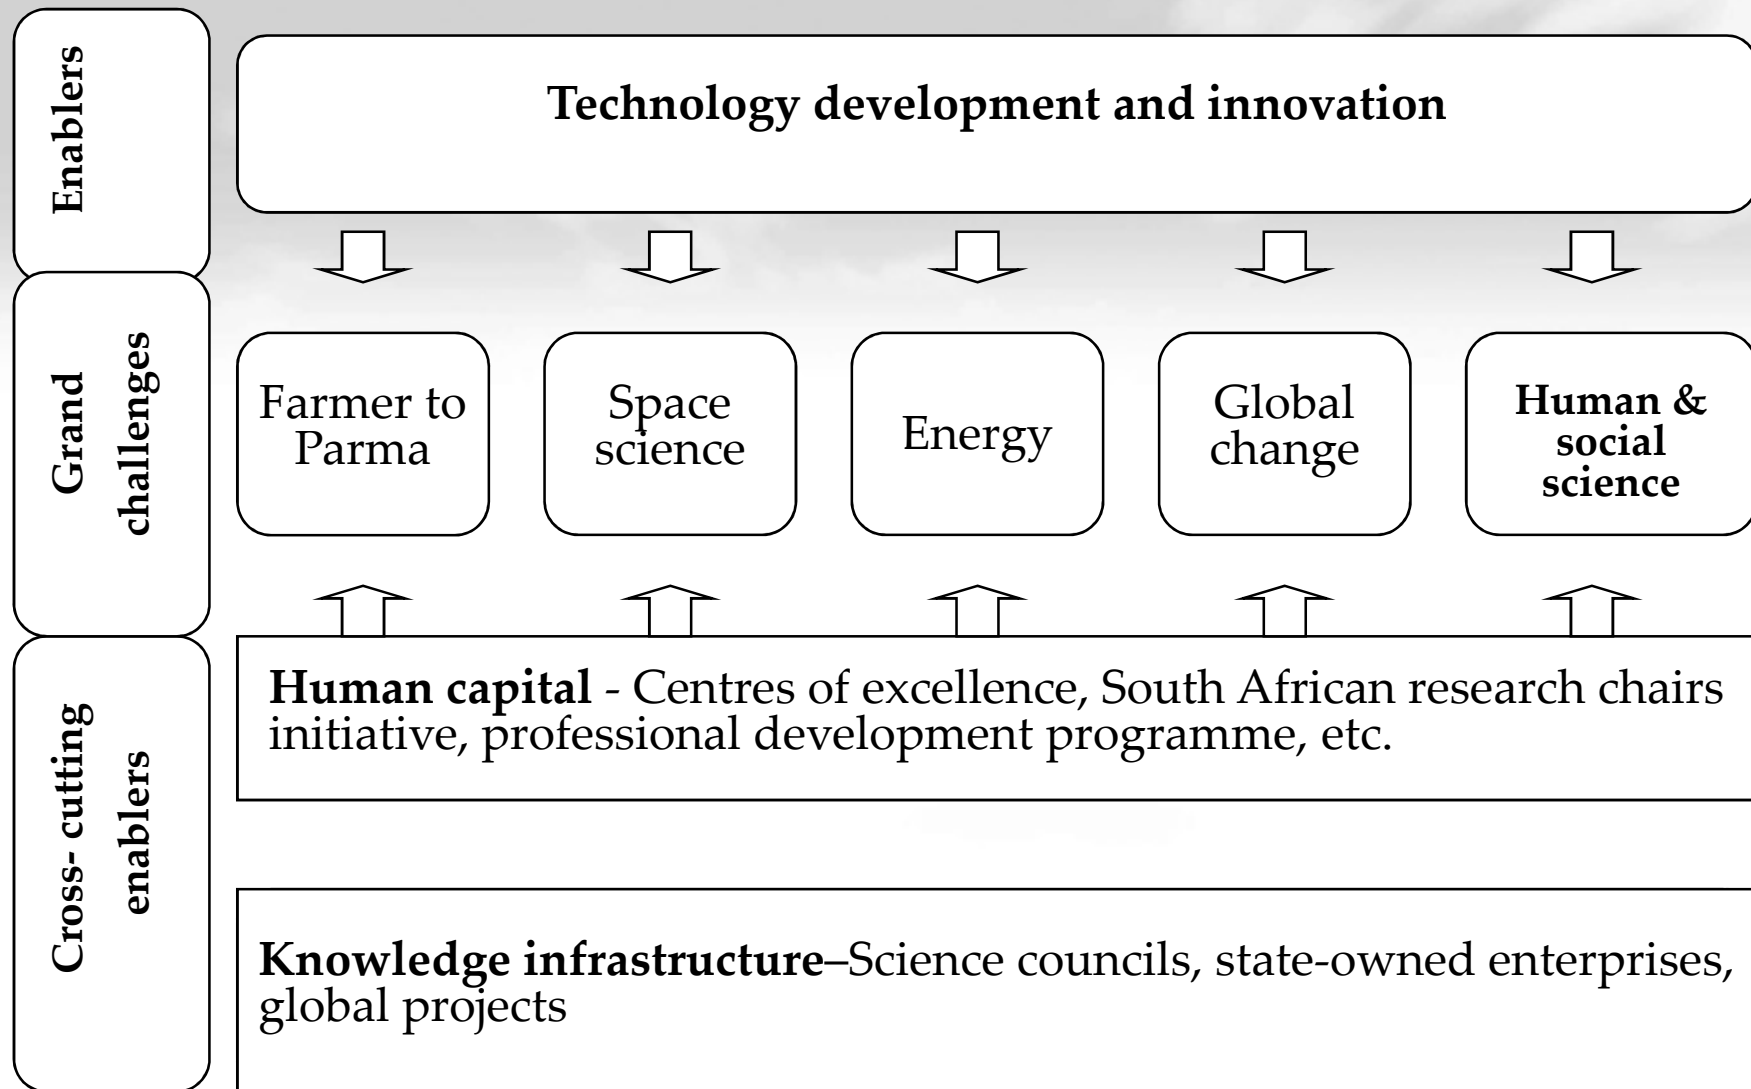 Enablers
Technology development and innovation
Grand
challenges
Farmer to
Parma
Space
science
Energy
Global
change
Human &
social
science
Cross- cutting
enablers
Human capital - Centres of excellence, South African research chairs
initiative, professional development programme, etc.
Knowledge infrastructure–Science councils, state-owned enterprises,
global projects